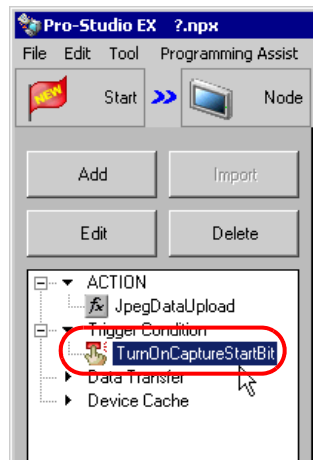 Pro-Studio EX ?.npx
File Edit Tool Programming Assist
NEW Start Node
Add Import
Edit Delete
ACTION
fx JpegDataUpload
Trigger Condition
TurnOnCaptureStartBit
Data Transfer
Device Cache